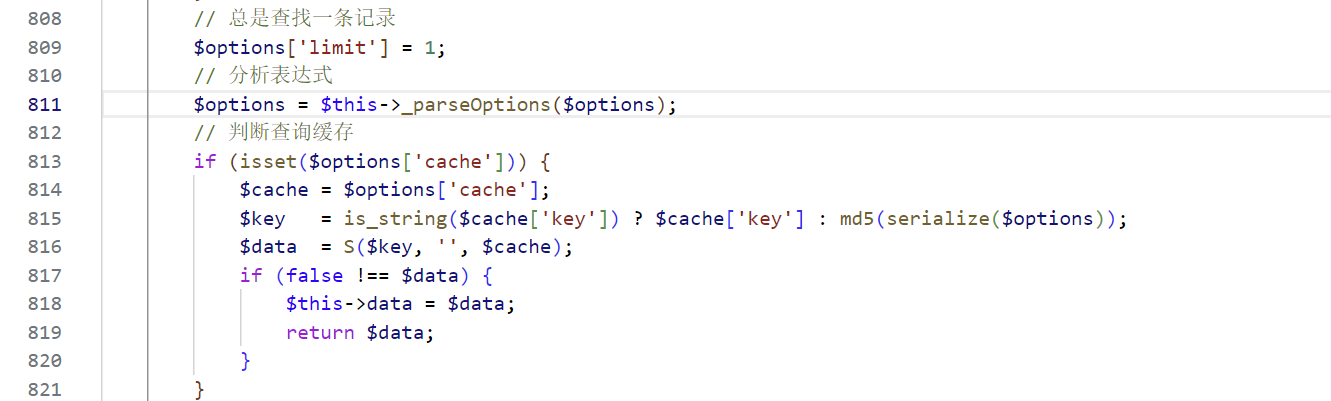 808 // 总是查找一条记录
809 $options['limit'] = 1;
810 // 分析表达式
811 $options = $this->_parseOptions($options);
812 // 判断查询缓存
813 if (isset($options['cache'])) {
814 $cache = $options['cache'];
815 $key   = is_string($cache['key']) ? $cache['key'] : md5(serialize($options));
816 $data  = S($key, '', $cache);
817 if (false !== $data) {
818 $this->data = $data;
819 return $data;
820 }
821 }